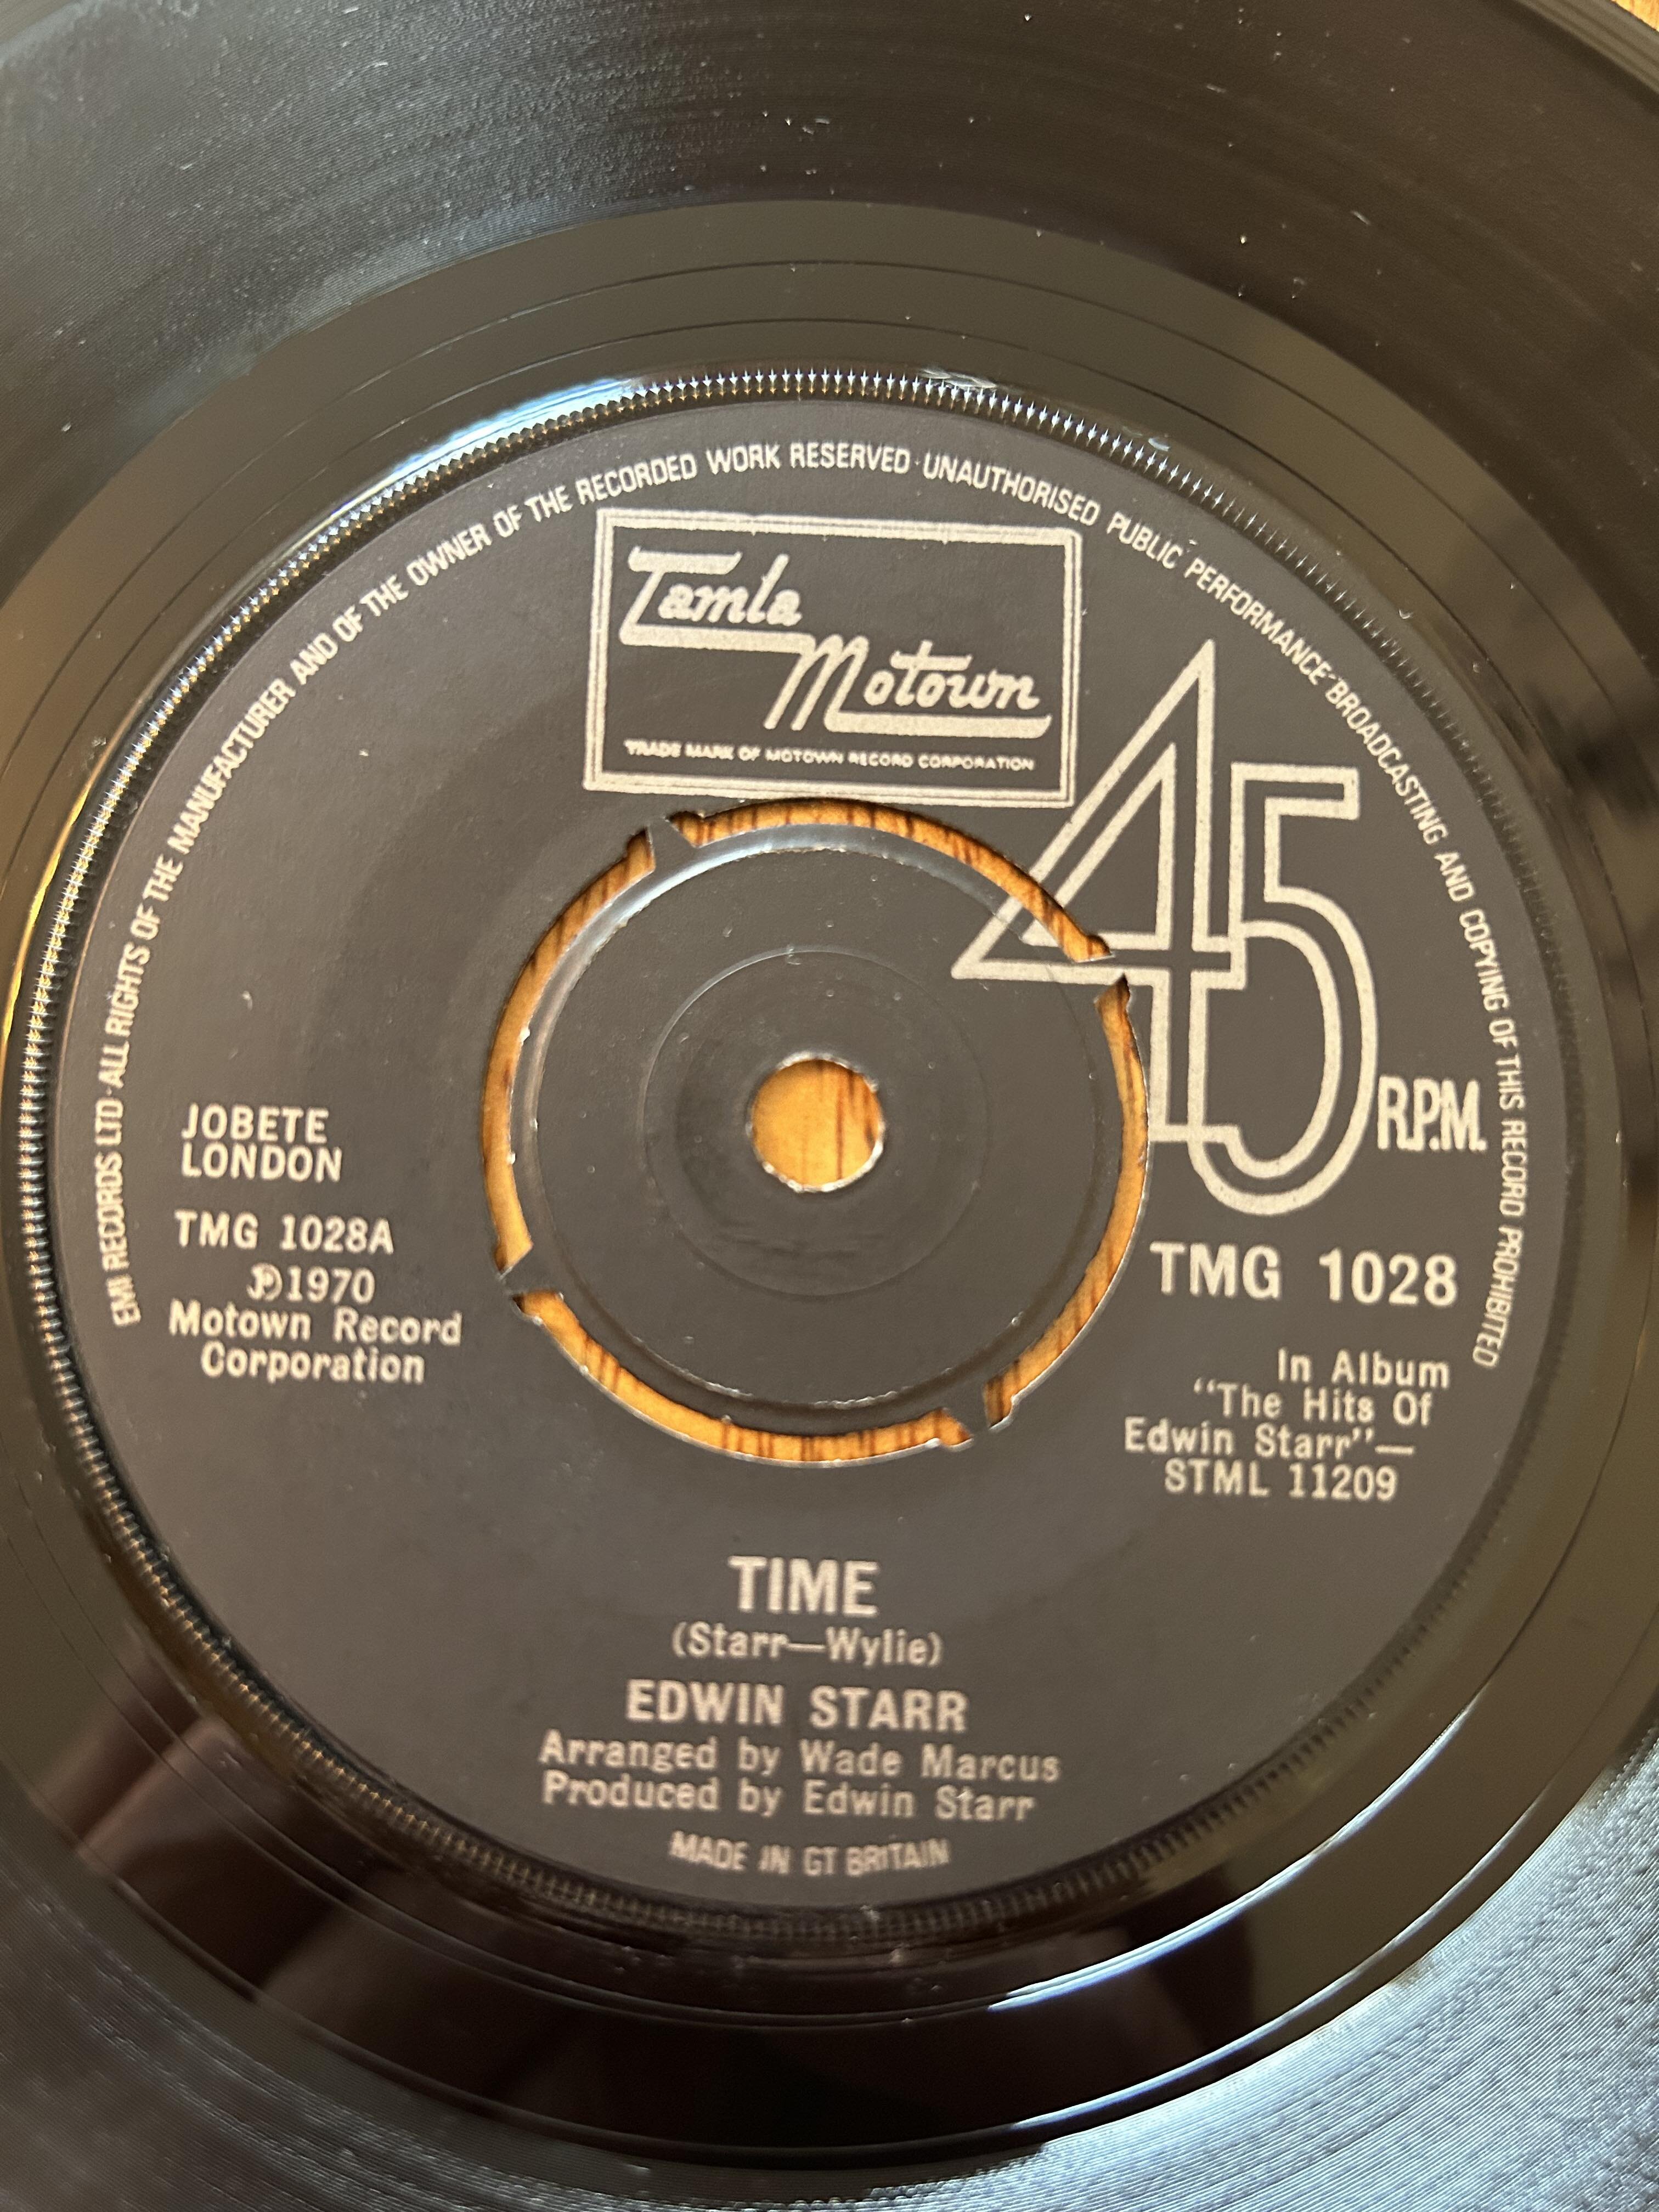 EMI RECORDS LTD · ALL RIGHTS OF THE MANUFACTURER AND OF THE OWNER OF THE RECORDED WORK RESERVED · UNAUTHORISED PUBLIC PERFORMANCE · BROADCASTING AND COPYING OF THIS RECORD PROHIBITED
Tamla
Motown
TRADE MARK OF MOTOWN RECORD CORPORATION
45 R.P.M.
JOBETE
LONDON
TMG 1028A
℗1970
Motown Record
Corporation
TMG 1028
In Album
“The Hits Of
Edwin Starr”—
STML 11209
TIME
(Starr—Wylie)
EDWIN STARR
Arranged by Wade Marcus
Produced by Edwin Starr
MADE IN GT BRITAIN